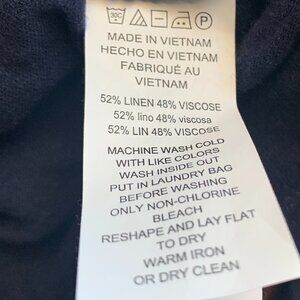 30C P
MADE IN VIETNAM
HECHO EN VIETNAM
FABRIQUÉ AU
VIETNAM
52% LINEN 48% VISCOSE
52% lino 48% viscosa
52% LIN 48% VISCOSE
MACHINE WASH COLD
WITH LIKE COLORS
WASH INSIDE OUT
PUT IN LAUNDRY BAG
BEFORE WASHING
ONLY NON-CHLORINE
BLEACH
RESHAPE AND LAY FLAT
TO DRY
WARM IRON
OR DRY CLEAN